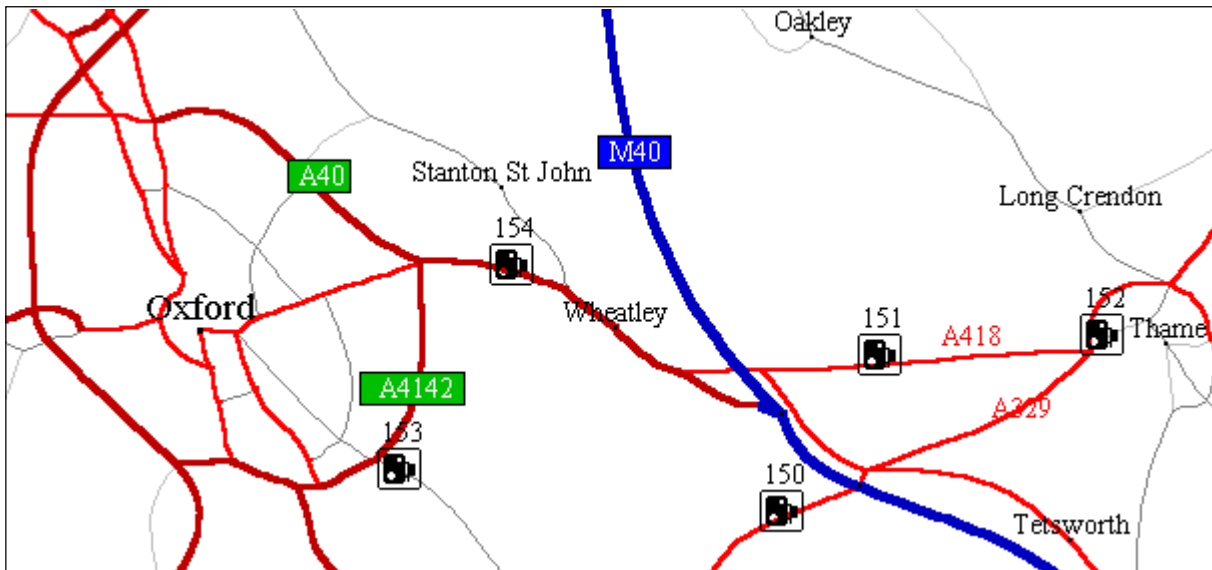 Oakley
M40
A40
Stanton St John
Long Crendon
154
Oxford
Wheatley
151
152
A418
Thame
A4142
A329
153
150
Tetsworth